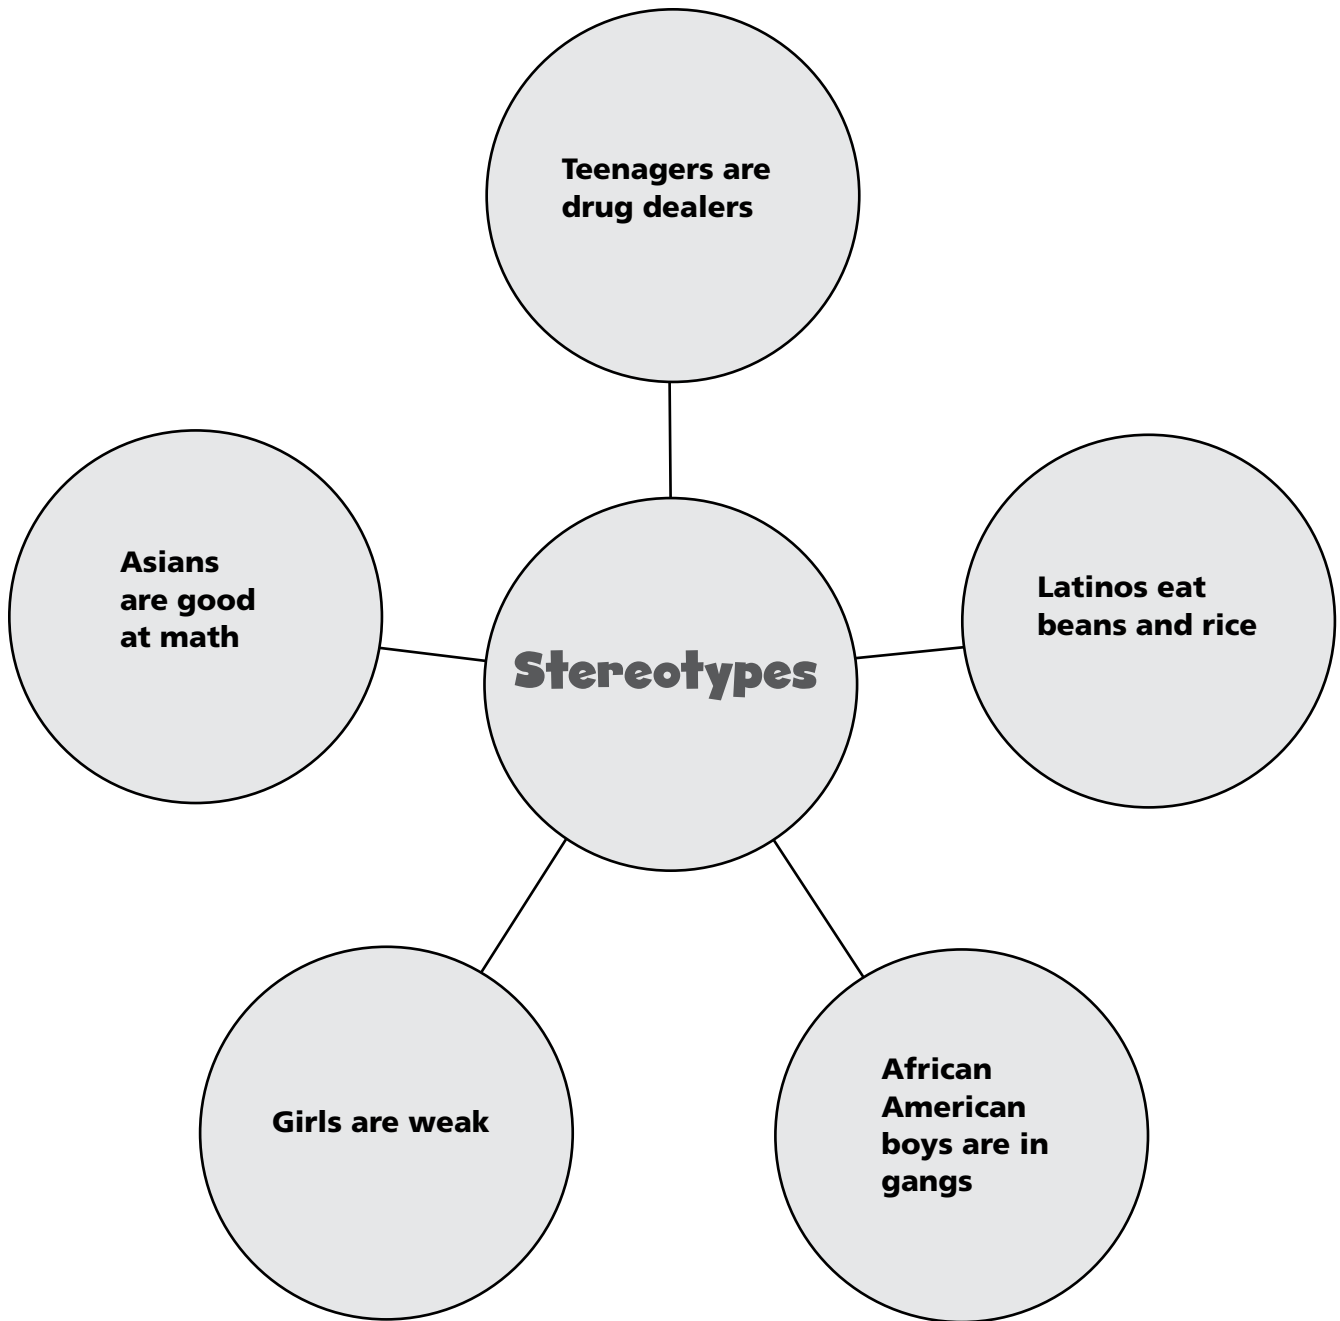 Teenagers are
drug dealers
Asians
are good
at math
Latinos eat
beans and rice
Stereotypes
Girls are weak
African
American
boys are in
gangs